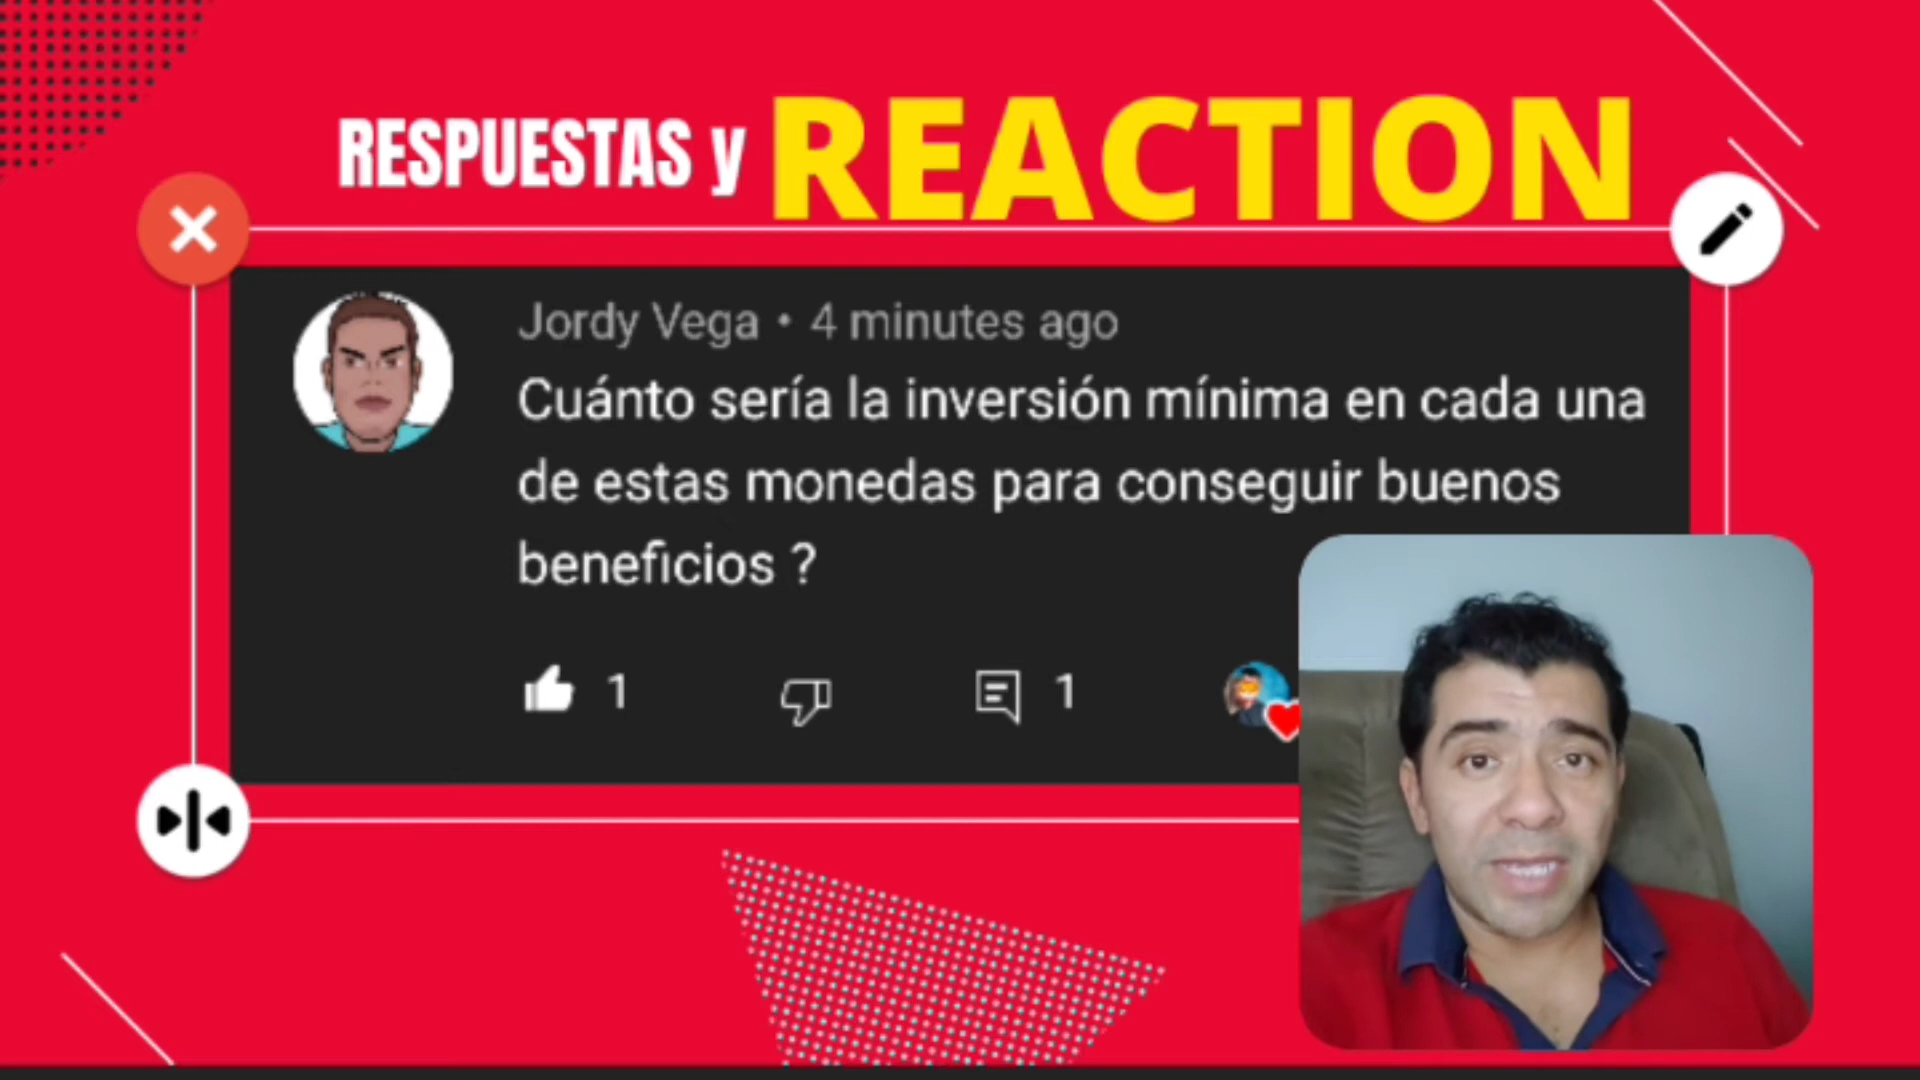 RESPUESTAS y REACTION
Jordy Vega • 4 minutes ago
Cuánto sería la inversión mínima en cada una
de estas monedas para conseguir buenos
beneficios ?
1 1